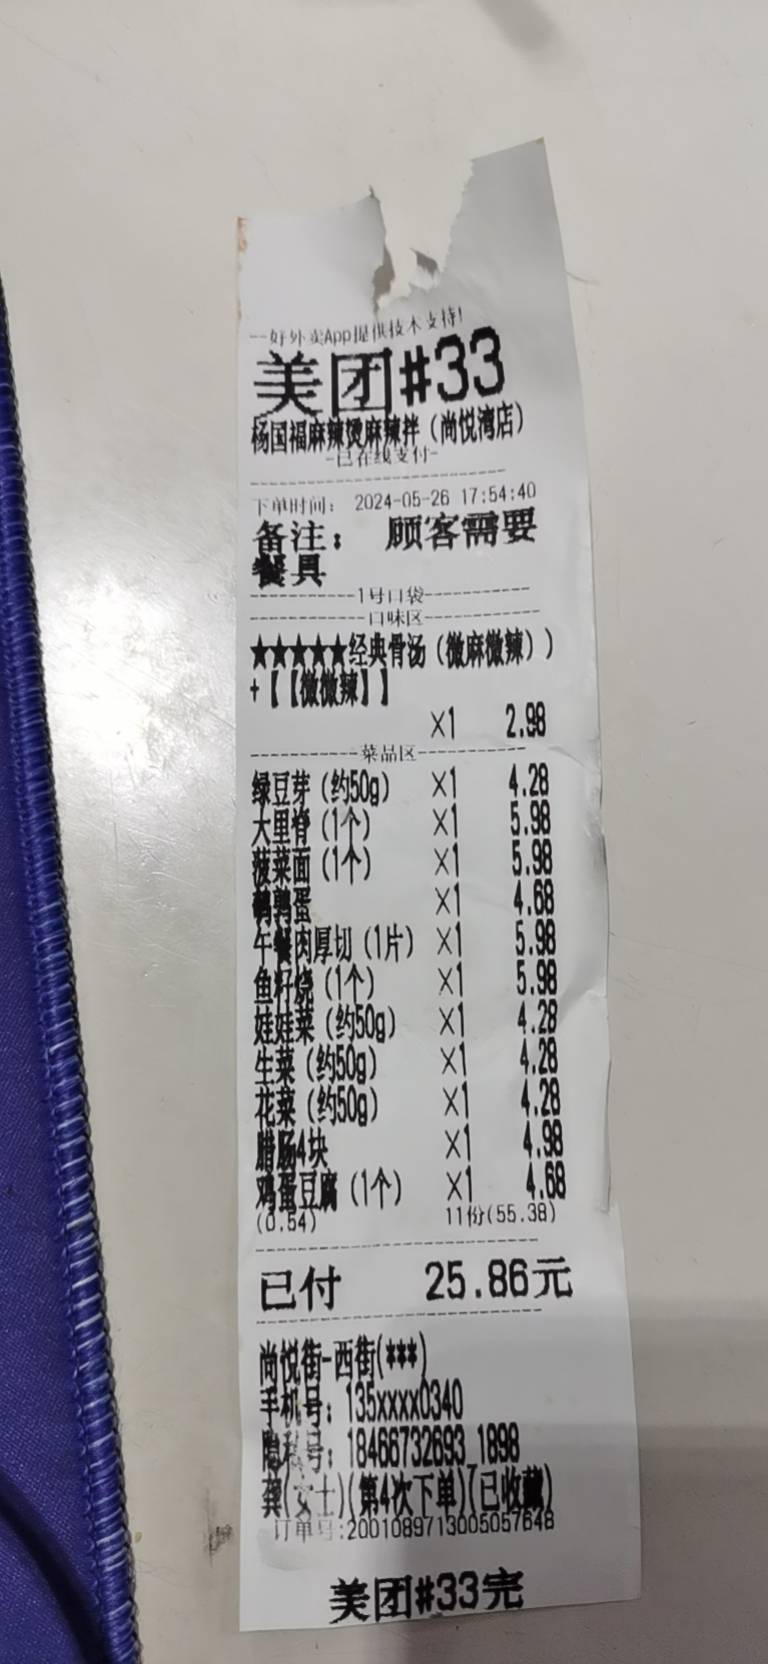 一好外卖App提供技术支持!
美团#33
杨国福麻辣烫麻辣拌（尚悦湾店）
-已在线支付-
下单时间： 2024-05-26 17:54:40
备注： 顾客需要
餐具
1号口袋
口味区
★★★★★经典骨汤（微麻微辣））
+【【微微辣】】
X1 2.98
菜品区
绿豆芽（约50g） X1 4.28
大里脊（1个） X1 5.98
菠菜面（1个） X1 5.98
鹌鹑蛋 X1 4.68
午餐肉厚切（1片） X1 5.98
鱼籽烧（1个） X1 5.98
娃娃菜（约50g） X1 4.28
生菜（约50g） X1 4.28
花菜（约50g） X1 4.28
腊肠4块 X1 4.98
鸡蛋豆腐（1个） X1 4.68
(0.54) 11份(55.38)
已付 25.86元
尚悦街-西街(***)
手机号：135xxxx0340
隐私号：18466732693_1898
龚(女士)(第4次下单)(已收藏)
订单号:2001089713005057648
美团#33完